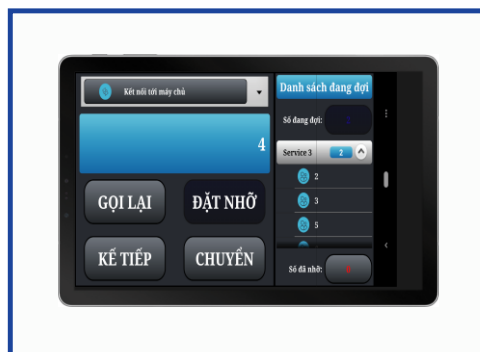 Kết nối tới máy chủ
4
GỌI LẠI
ĐẶT NHỠ
KẾ TIẾP
CHUYỂN
Danh sách đang đợi
Số đang đợi:
Service 3
2
2
3
5
Số đã nhỡ: